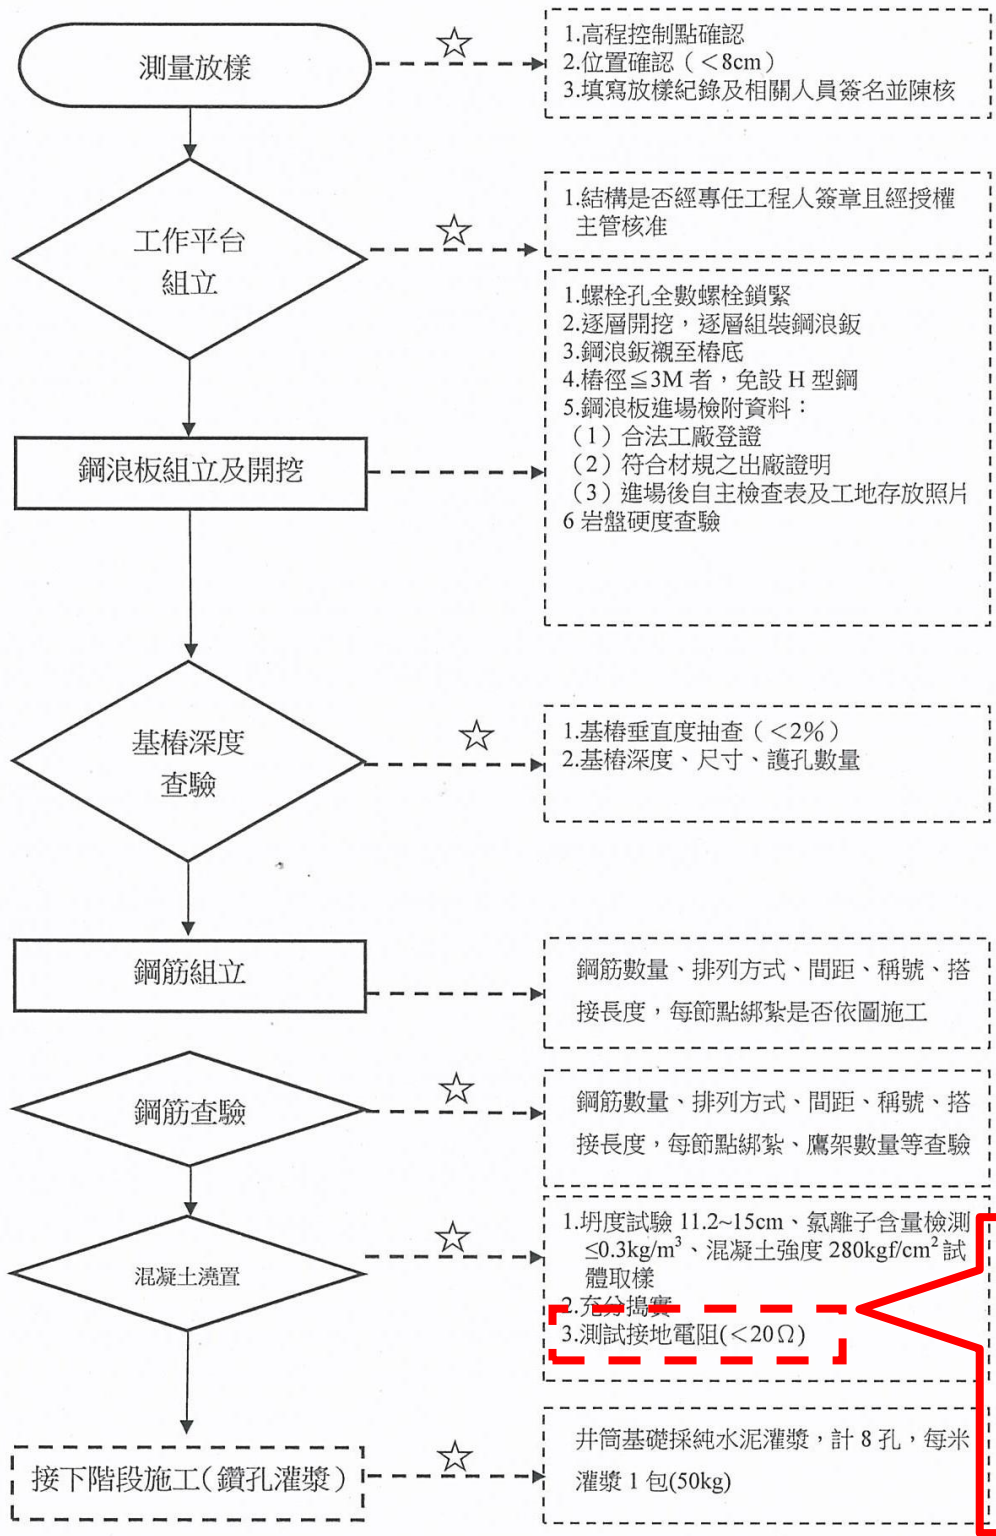 測量放樣
☆
1.高程控制點確認
2.位置確認（＜8cm）
3.填寫放樣紀錄及相關人員簽名並陳核
工作平台
組立
☆
1.結構是否經專任工程人簽章且經授權
主管核准
1.螺栓孔全數螺栓鎖緊
2.逐層開挖，逐層組裝鋼浪鈑
3.鋼浪鈑襯至樁底
4.樁徑≦3M 者，免設 H 型鋼
5.鋼浪板進場檢附資料：
（1）合法工廠登證
（2）符合材規之出廠證明
（3）進場後自主檢查表及工地存放照片
6 岩盤硬度查驗
鋼浪板組立及開挖
基樁深度
查驗
☆
1.基樁垂直度抽查（＜2%）
2.基樁深度、尺寸、護孔數量
鋼筋組立
鋼筋數量、排列方式、間距、稱號、搭
接長度，每節點綁紮是否依圖施工
鋼筋查驗
☆
鋼筋數量、排列方式、間距、稱號、搭
接長度，每節點綁紮、鷹架數量等查驗
混凝土澆置
☆
1.坍度試驗 11.2~15cm、氯離子含量檢測
≤0.3kg/m³、混凝土強度 280kgf/cm² 試
體取樣
2.充分搗實
3.測試接地電阻(＜20Ω)
接下階段施工(鑽孔灌漿)
☆
井筒基礎採純水泥灌漿，計 8 孔，每米
灌漿 1 包(50kg)